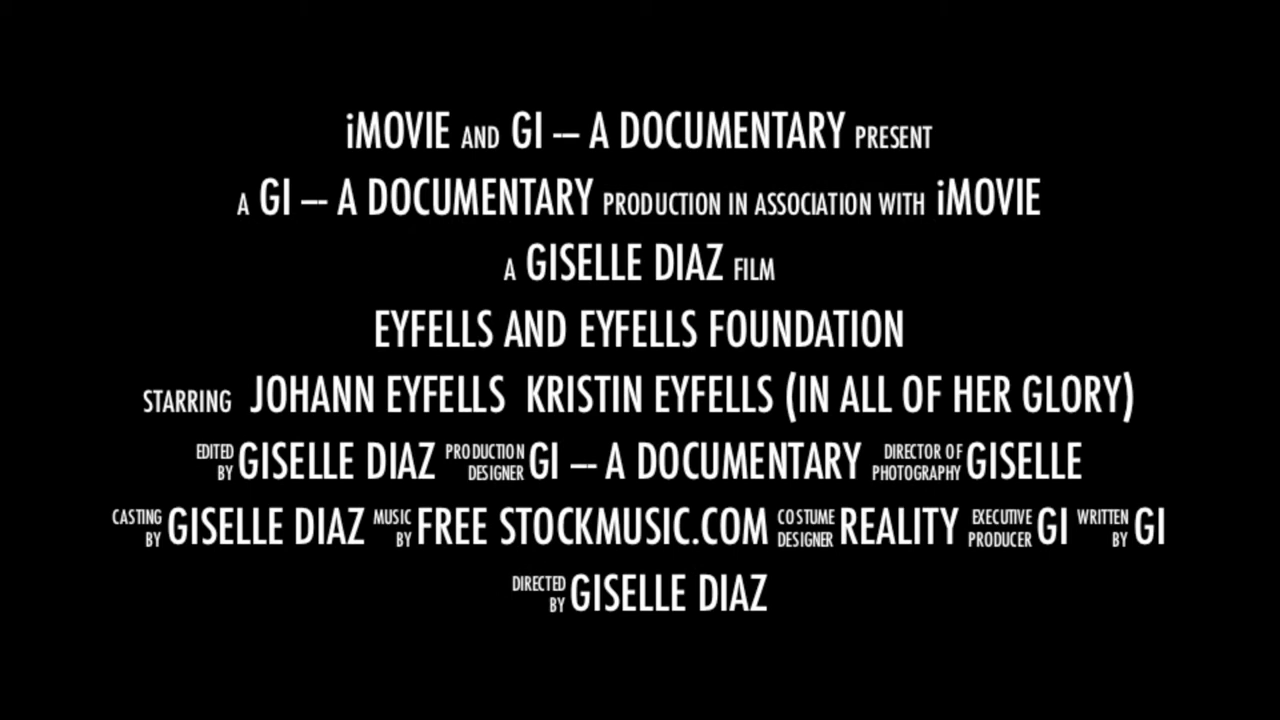 iMOVIE AND GI -– A DOCUMENTARY PRESENT
A GI -– A DOCUMENTARY PRODUCTION IN ASSOCIATION WITH iMOVIE
A GISELLE DIAZ FILM
EYFELLS AND EYFELLS FOUNDATION
STARRING JOHANN EYFELLS KRISTIN EYFELLS (IN ALL OF HER GLORY)
EDITED BY GISELLE DIAZ PRODUCTION DESIGNER GI -– A DOCUMENTARY DIRECTOR OF PHOTOGRAPHY GISELLE
CASTING BY GISELLE DIAZ MUSIC BY FREE STOCKMUSIC.COM COSTUME DESIGNER REALITY EXECUTIVE PRODUCER GI WRITTEN BY GI
DIRECTED BY GISELLE DIAZ